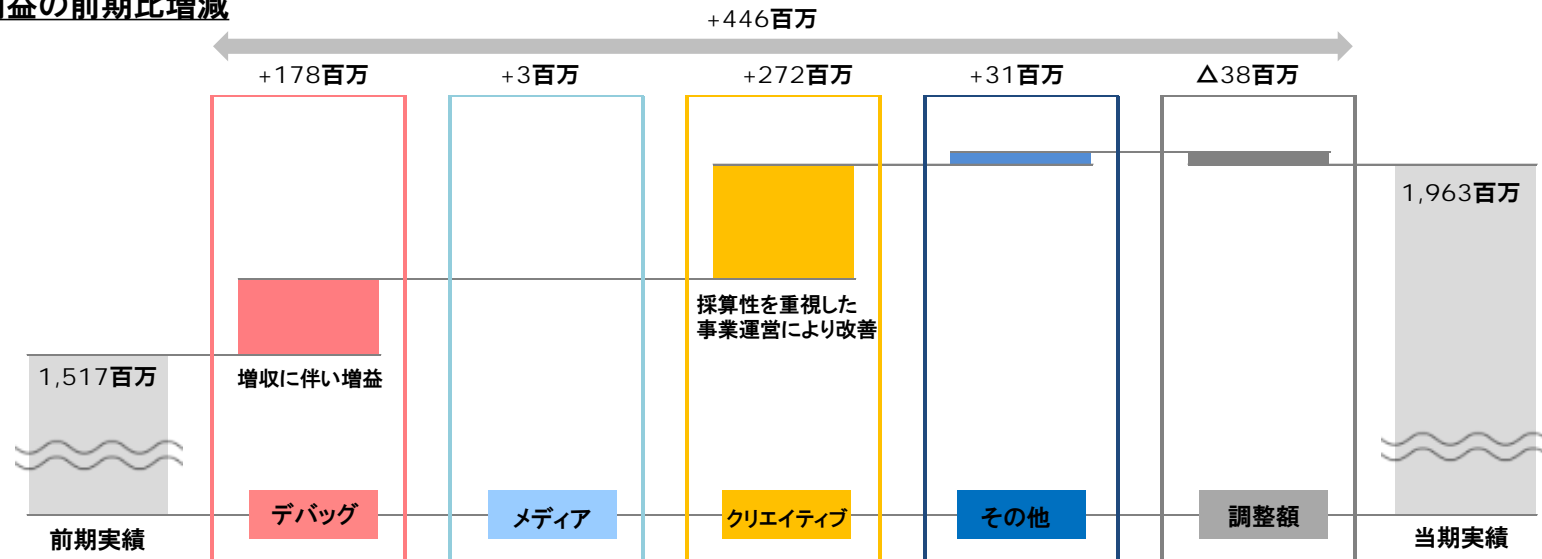 益の前期比増減
+446百万
+178百万
+3百万
+272百万
+31百万
△38百万
1,963百万
採算性を重視した
事業運営により改善
1,517百万
増収に伴い増益
デバッグ
メディア
クリエイティブ
その他
調整額
前期実績
当期実績